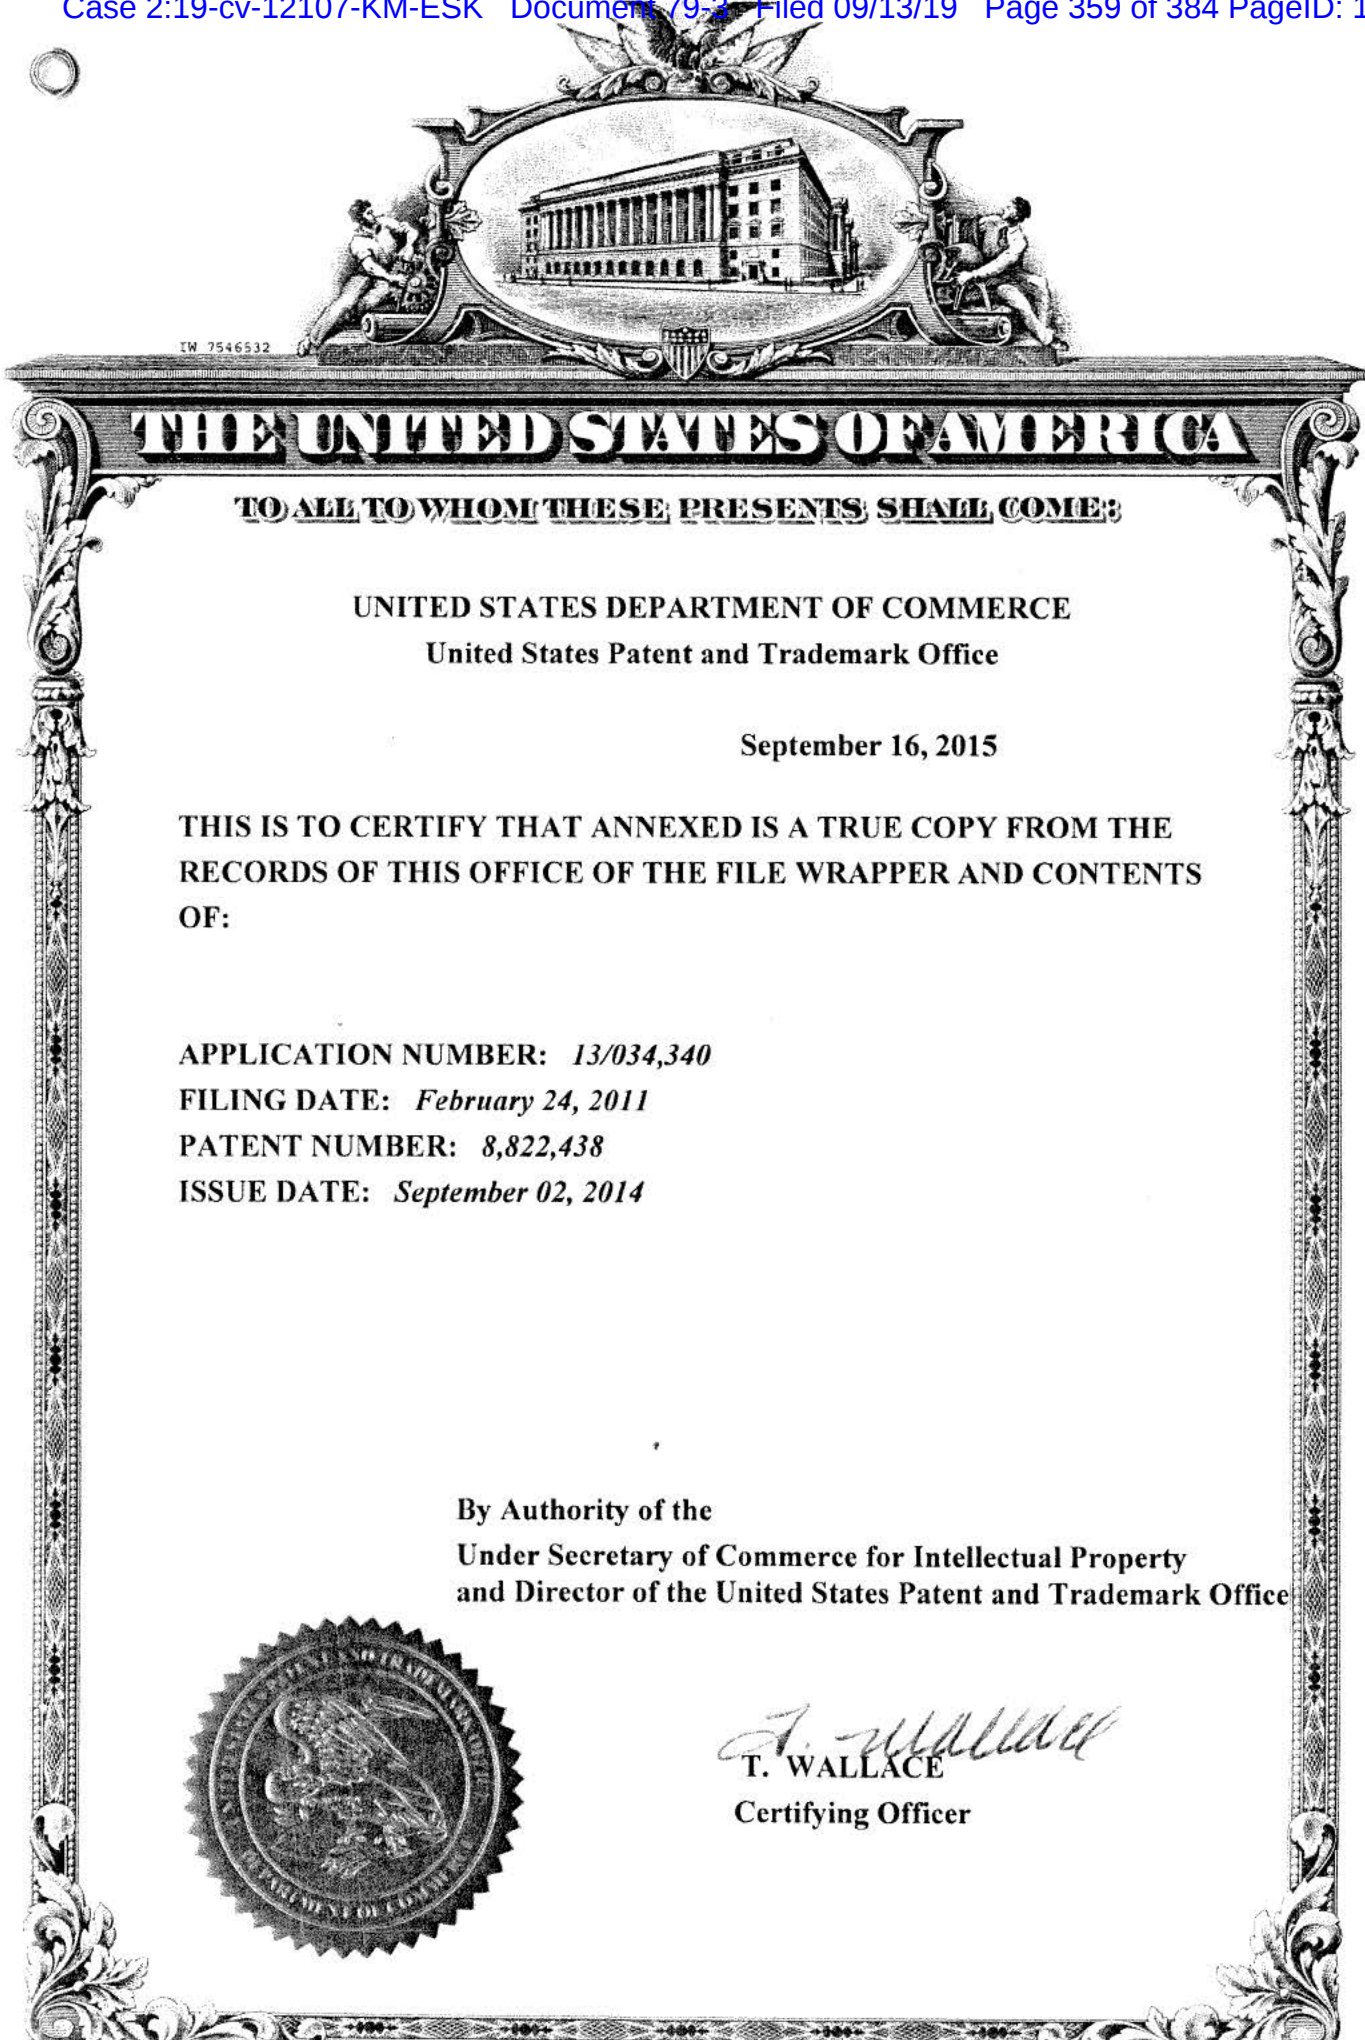 Case 2:19-cv-12107-KM-ESK Document 79-3 Filed 09/13/19 Page 359 of 384 PageID: 1
IW 7546532
THE UNITED STATES OF AMERICA
TO ALL TO WHOM THESE PRESENTS SHALL COME:
UNITED STATES DEPARTMENT OF COMMERCE
United States Patent and Trademark Office
September 16, 2015
THIS IS TO CERTIFY THAT ANNEXED IS A TRUE COPY FROM THE
RECORDS OF THIS OFFICE OF THE FILE WRAPPER AND CONTENTS
OF:
APPLICATION NUMBER: 13/034,340
FILING DATE: February 24, 2011
PATENT NUMBER: 8,822,438
ISSUE DATE: September 02, 2014
By Authority of the
Under Secretary of Commerce for Intellectual Property
and Director of the United States Patent and Trademark Office
T. Wallace
T. WALLACE
Certifying Officer
DEPARTMENT OF COMMERCE